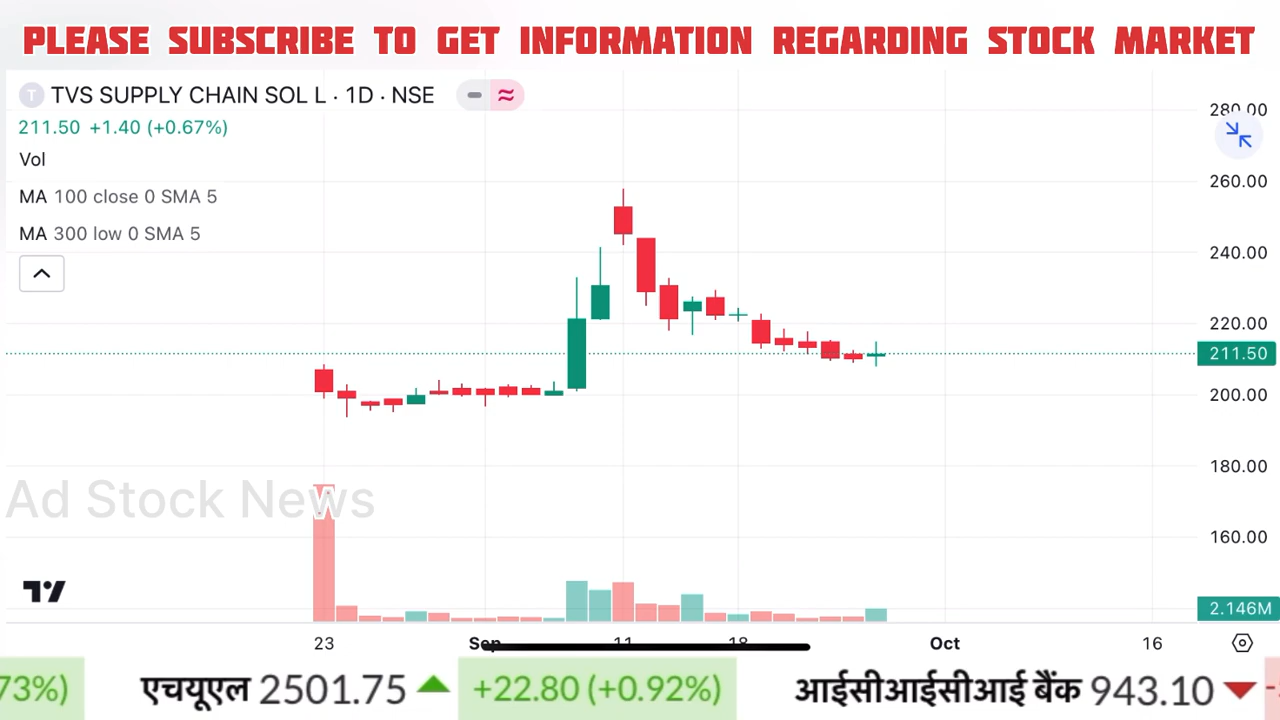 PLEASE SUBSCRIBE TO GET INFORMATION REGARDING STOCK MARKET
T TVS SUPPLY CHAIN SOL L · 1D · NSE
211.50 +1.40 (+0.67%)
Vol
MA 100 close 0 SMA 5
MA 300 low 0 SMA 5
280.00
260.00
240.00
220.00
211.50
200.00
180.00
160.00
2.146M
Ad Stock News
23 Sep 11 18 Oct 16
73%) एचयूएल 2501.75 +22.80 (+0.92%) आईसीआईसीआई बैंक 943.10